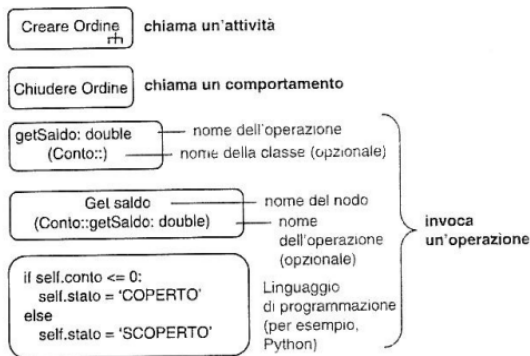 Creare Ordine
chiama un'attività
Chiudere Ordine
chiama un comportamento
getSaldo: double
(Conto::)
nome dell'operazione
nome della classe (opzionale)
Get saldo
(Conto::getSaldo: double)
nome del nodo
nome
dell'operazione
(opzionale)
if self.conto <= 0:
self.stato = 'COPERTO'
else
self.stato = 'SCOPERTO'
Linguaggio
di programmazione
(per esempio,
Python)
invoca
un'operazione